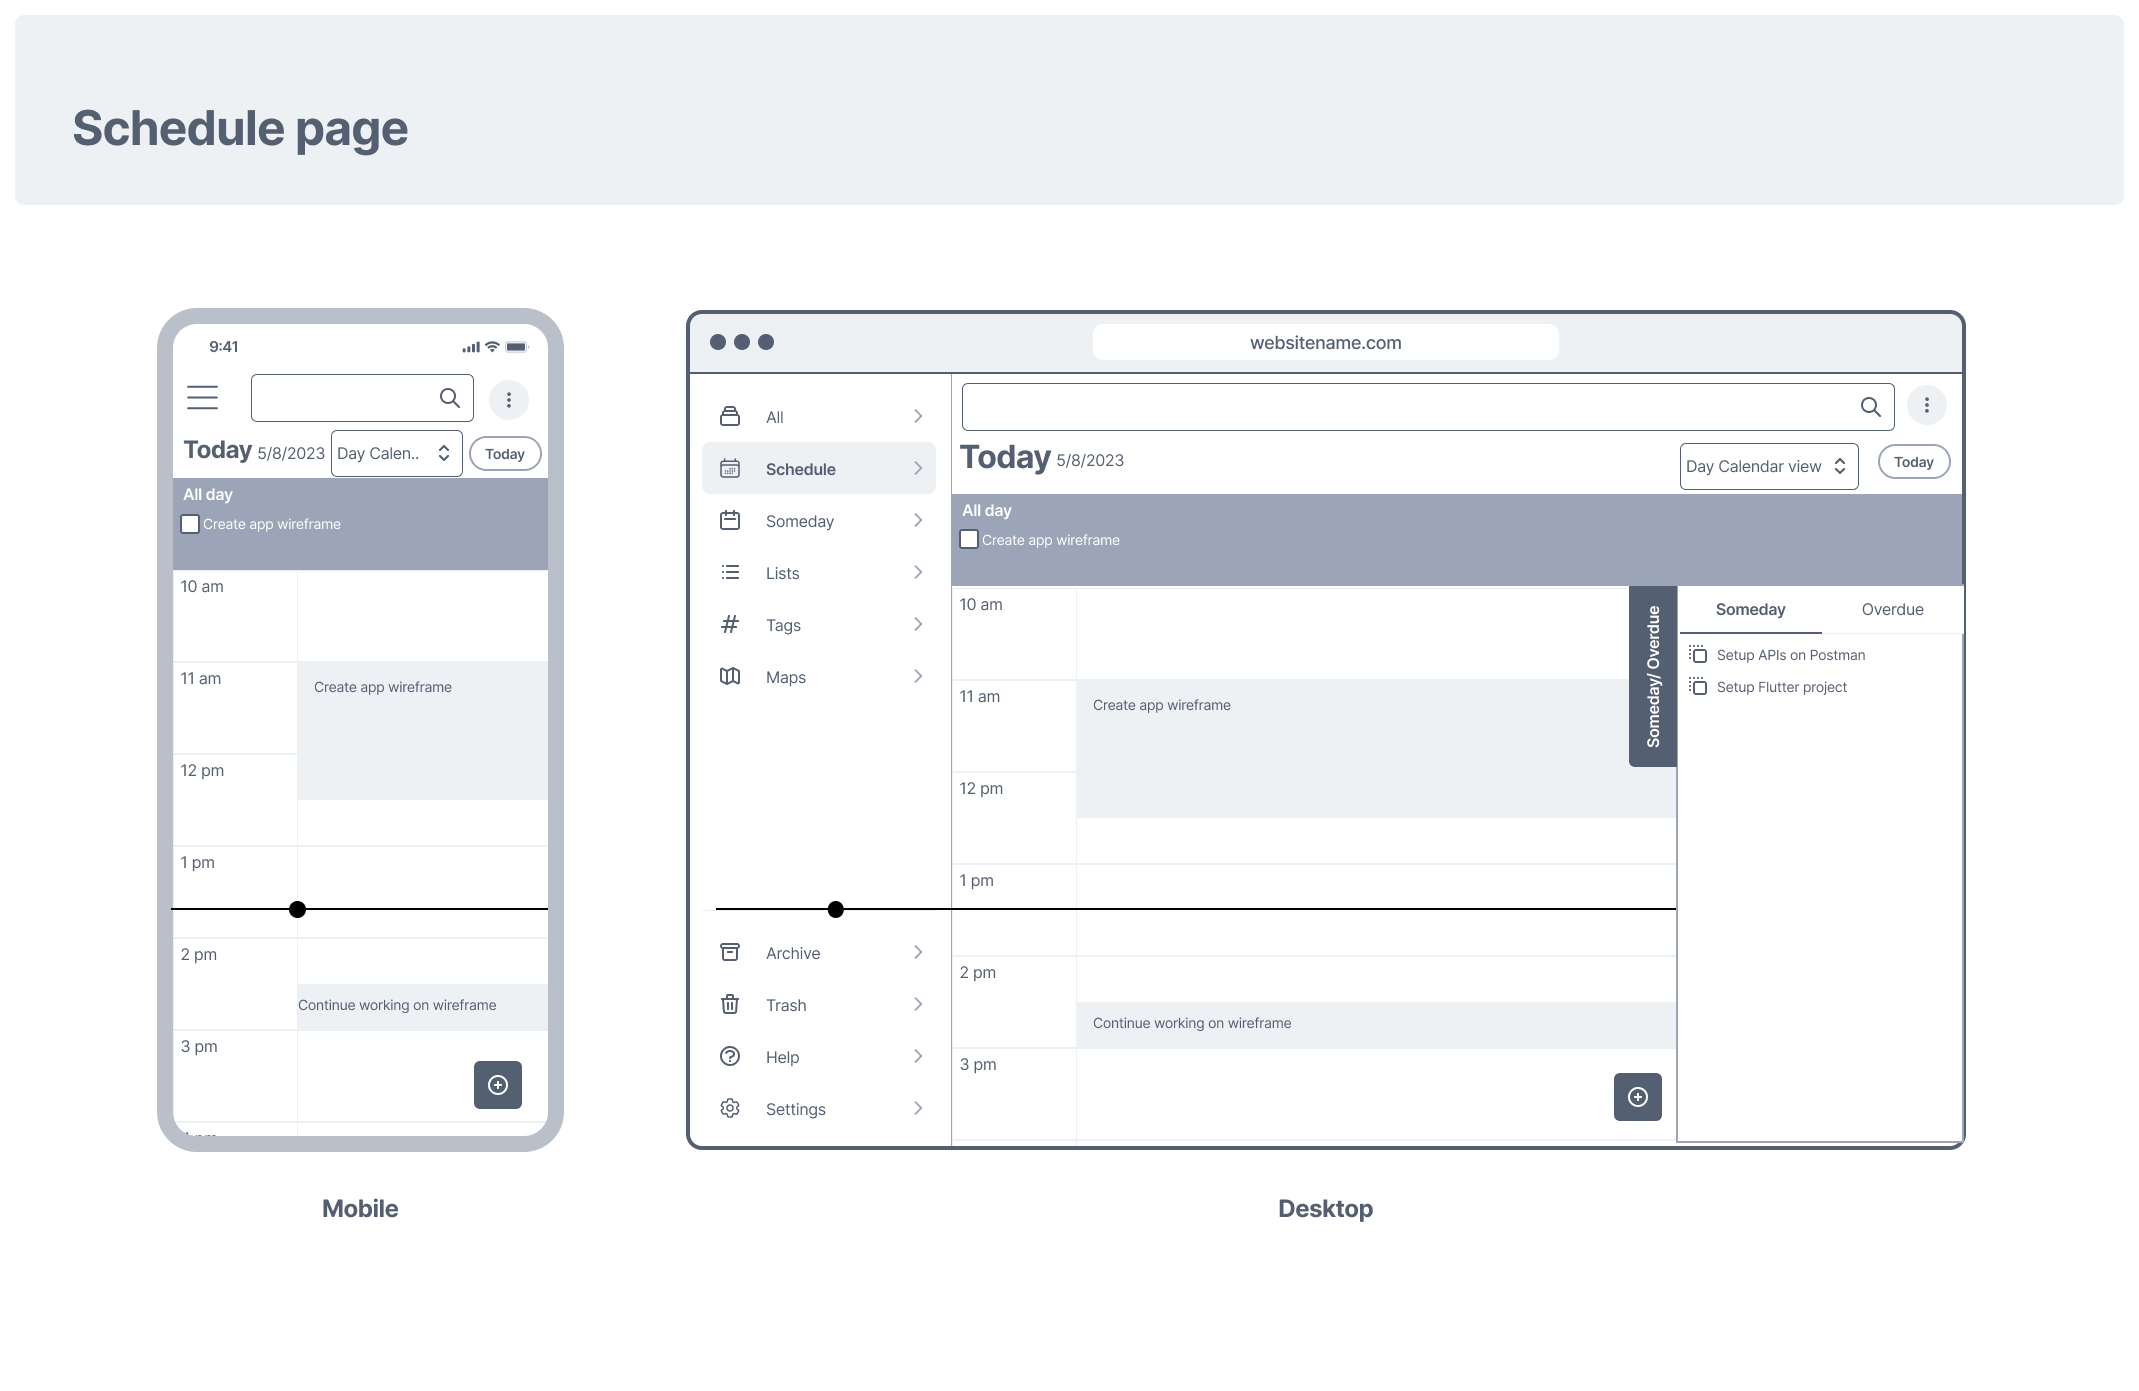 Schedule page
9:41
Today 5/8/2023 Day Calen.. Today
All day
Create app wireframe
10 am
11 am
Create app wireframe
12 pm
1 pm
2 pm
Continue working on wireframe
3 pm
Mobile
websitename.com
All
Schedule
Someday
Lists
Tags
Maps
Archive
Trash
Help
Settings
Today 5/8/2023 Day Calendar view Today
All day
Create app wireframe
10 am
11 am
Create app wireframe
12 pm
1 pm
2 pm
Continue working on wireframe
3 pm
Someday/ Overdue
Someday Overdue
Setup APIs on Postman
Setup Flutter project
Desktop